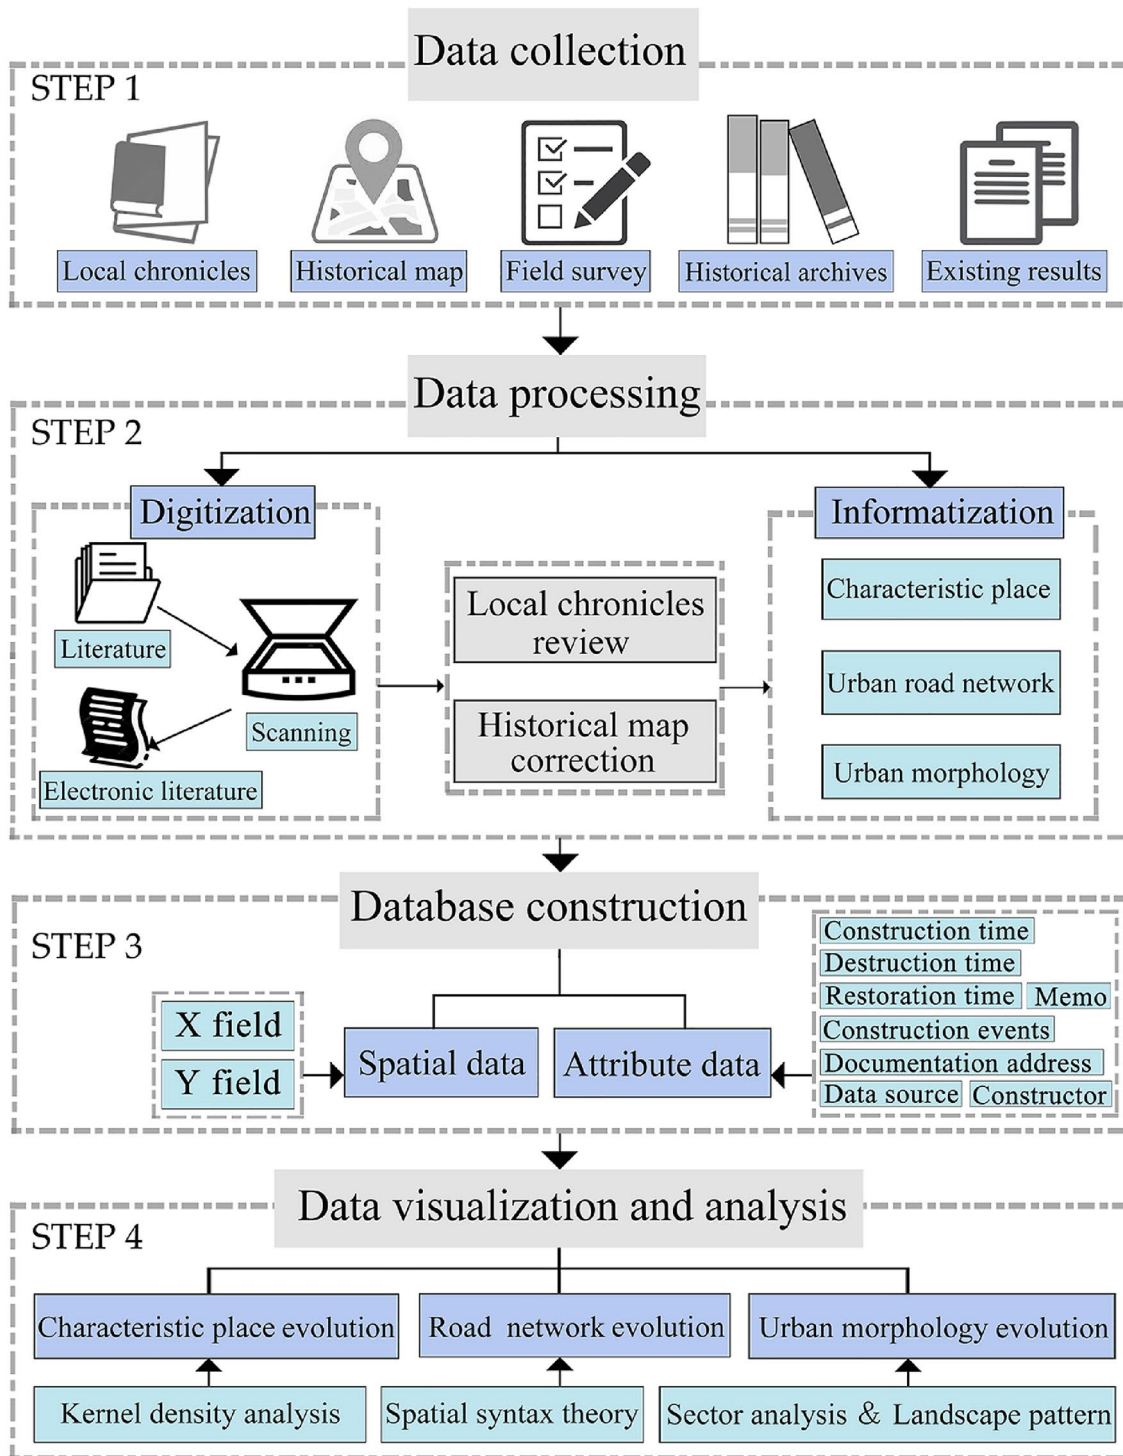 Data collection
STEP 1
Local chronicles
Historical map
Field survey
Historical archives
Existing results
Data processing
STEP 2
Digitization
Literature
Scanning
Electronic literature
Local chronicles
review
Historical map
correction
Informatization
Characteristic place
Urban road network
Urban morphology
Database construction
STEP 3
X field
Y field
Spatial data
Attribute data
Construction time
Destruction time
Restoration time
Memo
Construction events
Documentation address
Data source
Constructor
Data visualization and analysis
STEP 4
Characteristic place evolution
Road network evolution
Urban morphology evolution
Kernel density analysis
Spatial syntax theory
Sector analysis & Landscape pattern